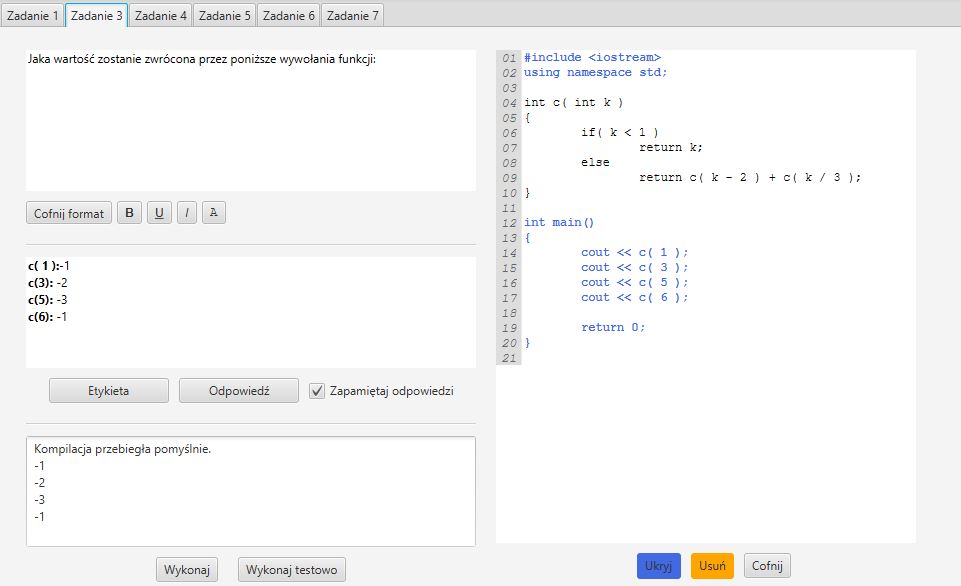 Zadanie 1 Zadanie 3 Zadanie 4 Zadanie 5 Zadanie 6 Zadanie 7
Jaka wartość zostanie zwrócona przez poniższe wywołania funkcji:
Cofnij format B U I A
c( 1 ):-1
c(3): -2
c(5): -3
c(6): -1
Etykieta Odpowiedź Zapamiętaj odpowiedzi
Kompilacja przebiegła pomyślnie.
-1
-2
-3
-1
Wykonaj Wykonaj testowo
01 #include <iostream>
02 using namespace std;
03
04 int c( int k )
05 {
06 if( k < 1 )
07 return k;
08 else
09 return c( k - 2 ) + c( k / 3 );
10 }
11
12 int main()
13 {
14 cout << c( 1 );
15 cout << c( 3 );
16 cout << c( 5 );
17 cout << c( 6 );
18
19 return 0;
20 }
21
Ukryj Usuń Cofnij